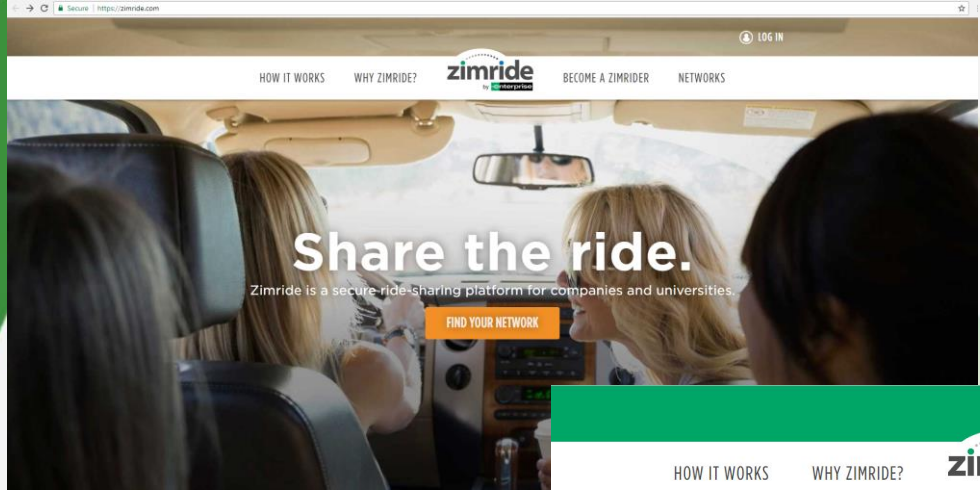 Secure | https://zimride.com
LOG IN
HOW IT WORKS WHY ZIMRIDE? zimride BECOME A ZIMRIDER NETWORKS
by enterprise
Share the ride.
Zimride is a secure ride-sharing platform for companies and universities.
FIND YOUR NETWORK
HOW IT WORKS WHY ZIMRIDE?